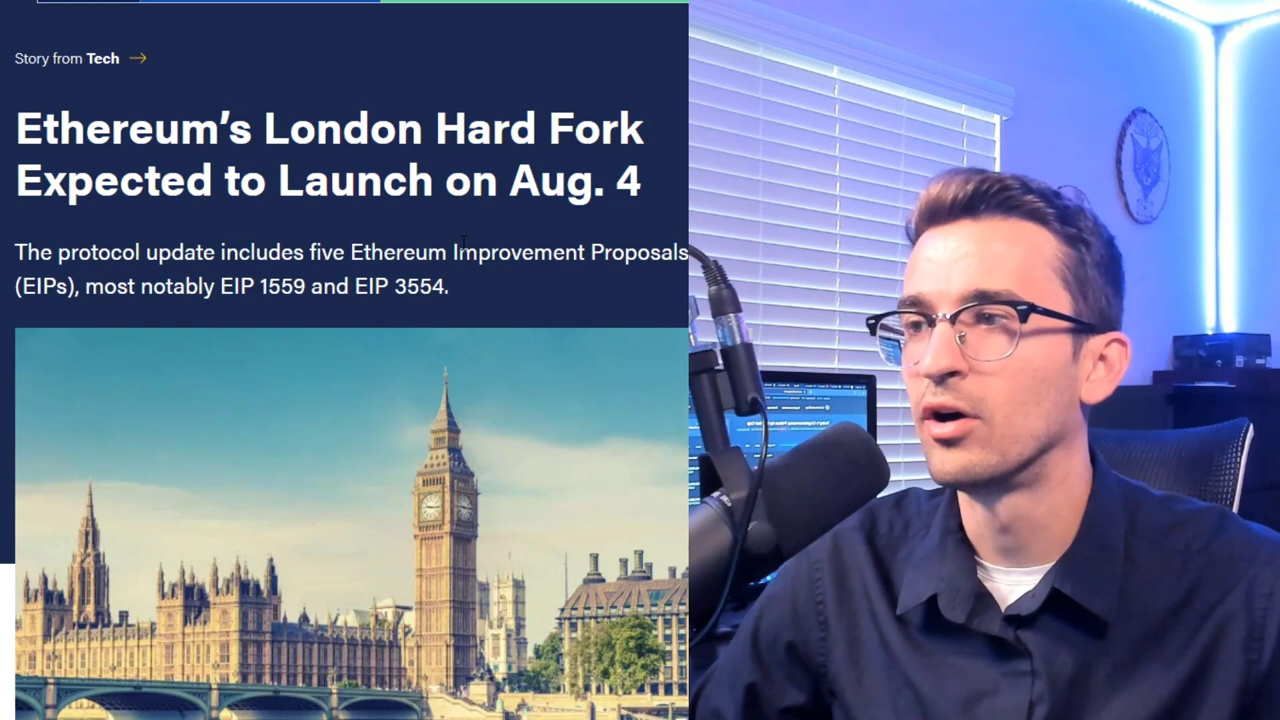 Story from Tech →
Ethereum’s London Hard Fork
Expected to Launch on Aug. 4
The protocol update includes five Ethereum Improvement Proposals
(EIPs), most notably EIP 1559 and EIP 3554.